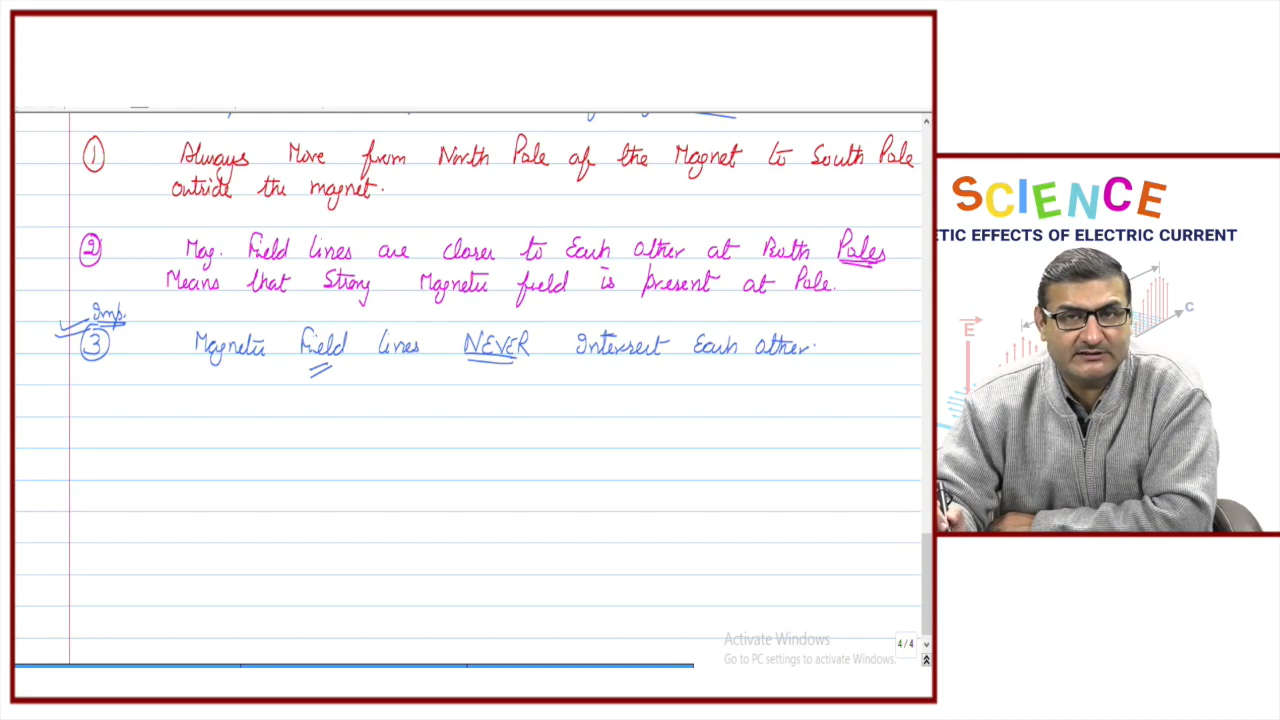 ① Always Move from North Pole of the Magnet to South Pole
outside the magnet.
② Mag. Field lines are closer to Each other at Both Poles
Means that Strong Magnetic field is present at Pole.
Imp.
③ Magnetic Field lines NEVER Intersect Each other.
SCIENCE
ETIC EFFECTS OF ELECTRIC CURRENT
E
C
Activate Windows
Go to PC settings to activate Windows.
4 / 4